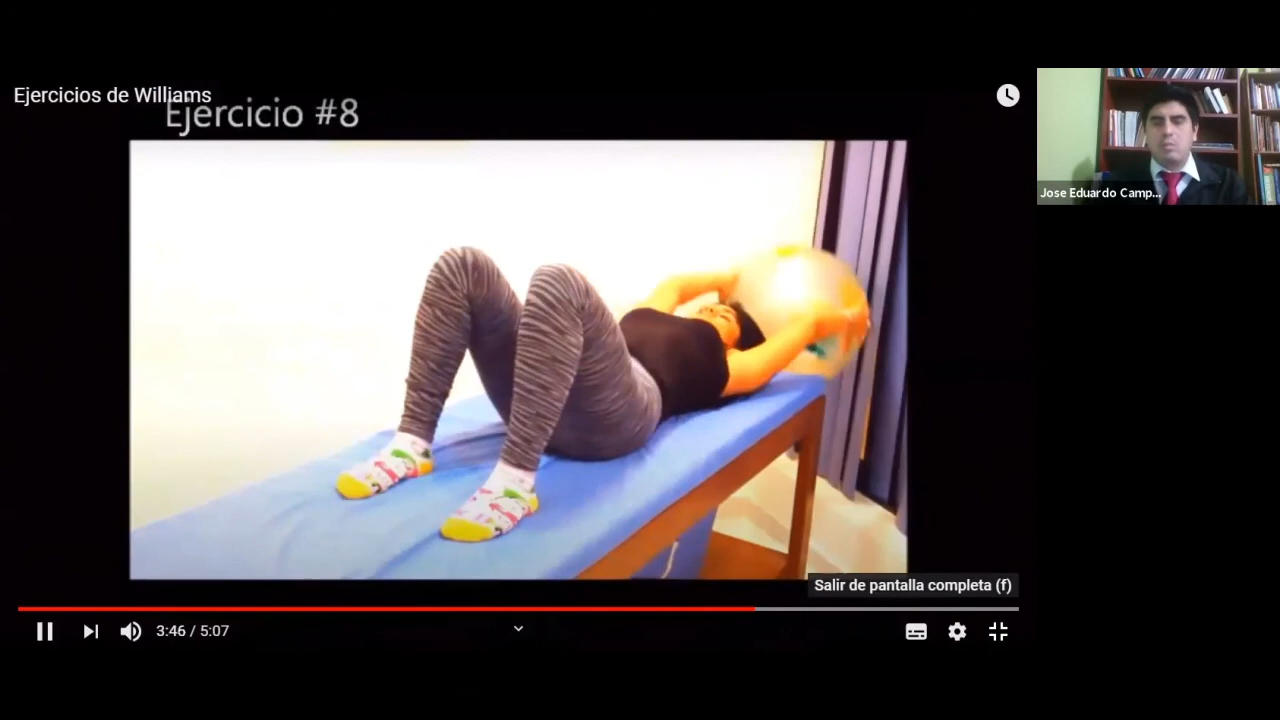 Ejercicios de Williams
Ejercicio #8
Jose Eduardo Camp...
Salir de pantalla completa (f)
3:46 / 5:07